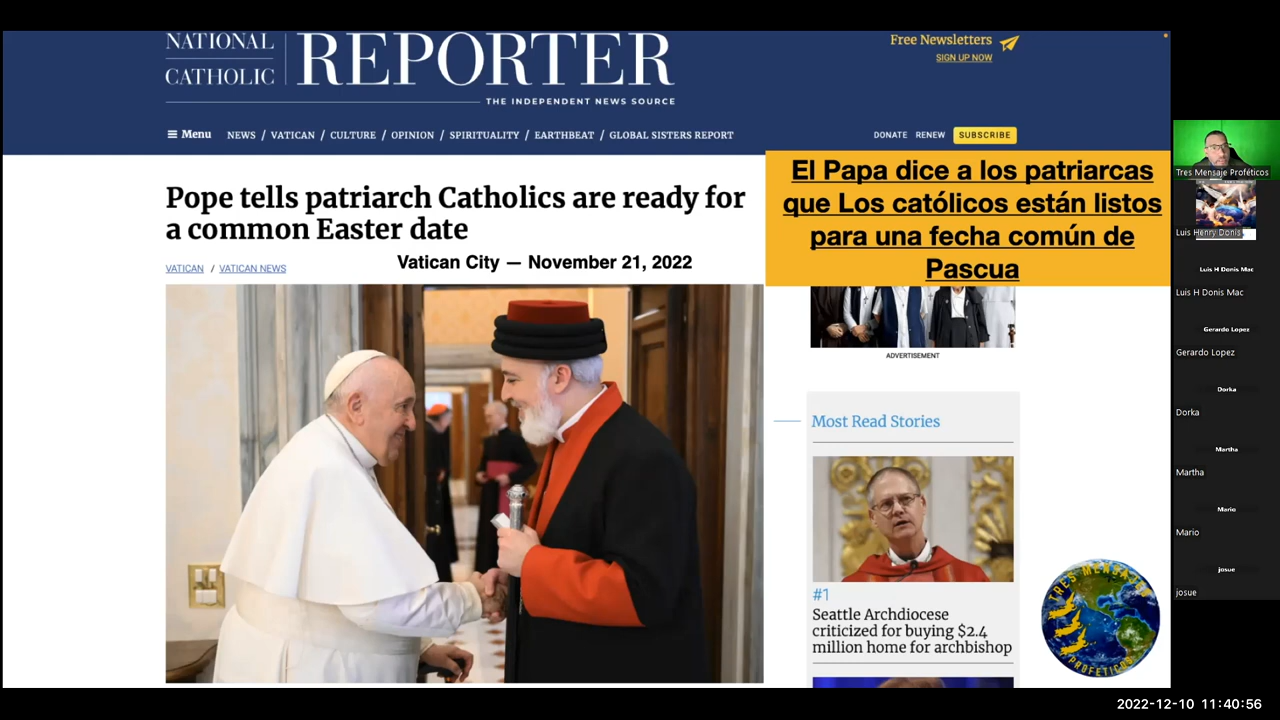 NATIONAL
CATHOLIC
REPORTER
THE INDEPENDENT NEWS SOURCE
Free Newsletters
SIGN UP NOW
Menu
NEWS / VATICAN / CULTURE / OPINION / SPIRITUALITY / EARTHBEAT / GLOBAL SISTERS REPORT
DONATE RENEW SUBSCRIBE
Pope tells patriarch Catholics are ready for
a common Easter date
VATICAN / VATICAN NEWS
Vatican City — November 21, 2022
El Papa dice a los patriarcas
que Los católicos están listos
para una fecha común de
Pascua
ADVERTISEMENT
Most Read Stories
#1
Seattle Archdiocese
criticized for buying $2.4
million home for archbishop
TRES MENSAJE
PROFETICOS
Tres Mensaje Proféticos
Luis Henry Donis
Luis H Donis Mac
Luis H Donis Mac
Gerardo Lopez
Gerardo Lopez
Dorka
Dorka
Martha
Martha
Mario
Mario
josue
josue
2022-12-10 11:40:56